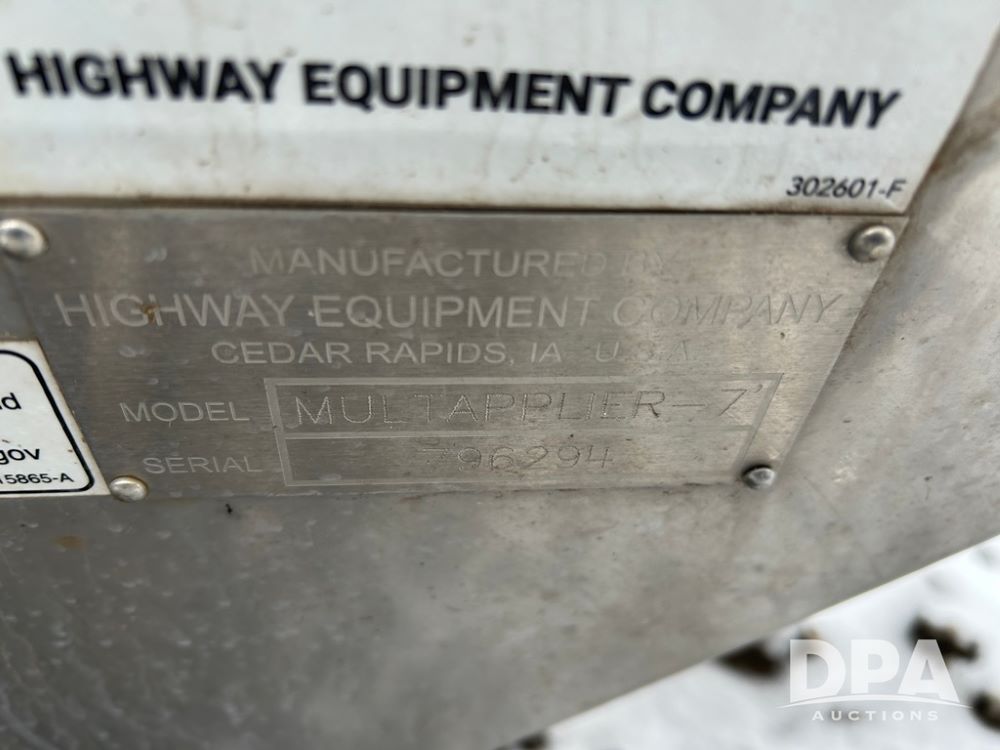 HIGHWAY EQUIPMENT COMPANY
302601-F
MANUFACTURED BY
HIGHWAY EQUIPMENT COMPANY
CEDAR RAPIDS, IA U.S.A.
MODEL MULTAPPLIER-7'
SERIAL 796294
gov
15865-A
DPA
AUCTIONS